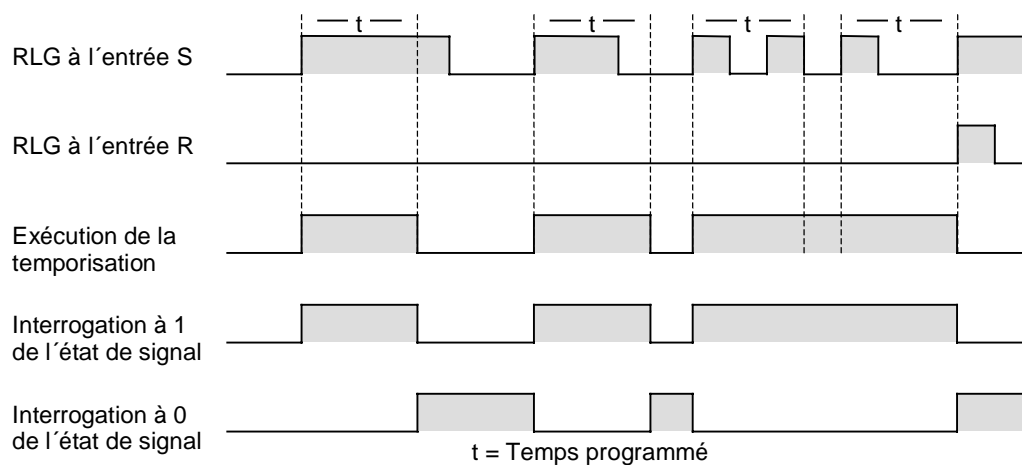 t t t t
RLG à l´entrée S
RLG à l´entrée R
Exécution de la
temporisation
Interrogation à 1
de l´état de signal
Interrogation à 0
de l´état de signal
t = Temps programmé